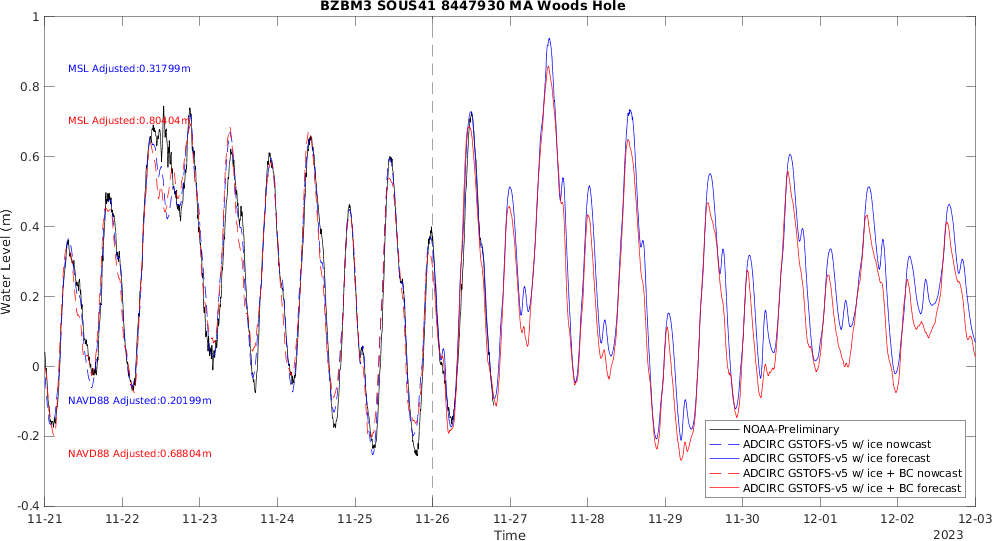 BZBM3 SOUS41 8447930 MA Woods Hole
1
0.8
0.6
0.4
0.2
0
-0.2
-0.4
Water Level (m)
MSL Adjusted:0.31799m
MSL Adjusted:0.80404m
NAVD88 Adjusted:0.20199m
NAVD88 Adjusted:0.68804m
NOAA-Preliminary
ADCIRC GSTOFS-v5 w/ ice nowcast
ADCIRC GSTOFS-v5 w/ ice forecast
ADCIRC GSTOFS-v5 w/ ice + BC nowcast
ADCIRC GSTOFS-v5 w/ ice + BC forecast
11-21 11-22 11-23 11-24 11-25 11-26 11-27 11-28 11-29 11-30 12-01 12-02 12-03
Time
2023